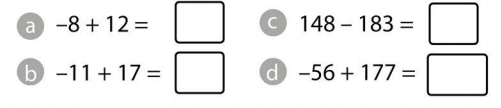 a –8 + 12 =
c 148 – 183 =
b –11 + 17 =
d –56 + 177 =